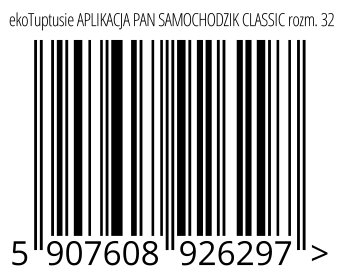 ekoTuptusie APLIKACJA PAN SAMOCHODZIK CLASSIC rozm. 32
5 907608 926297 >